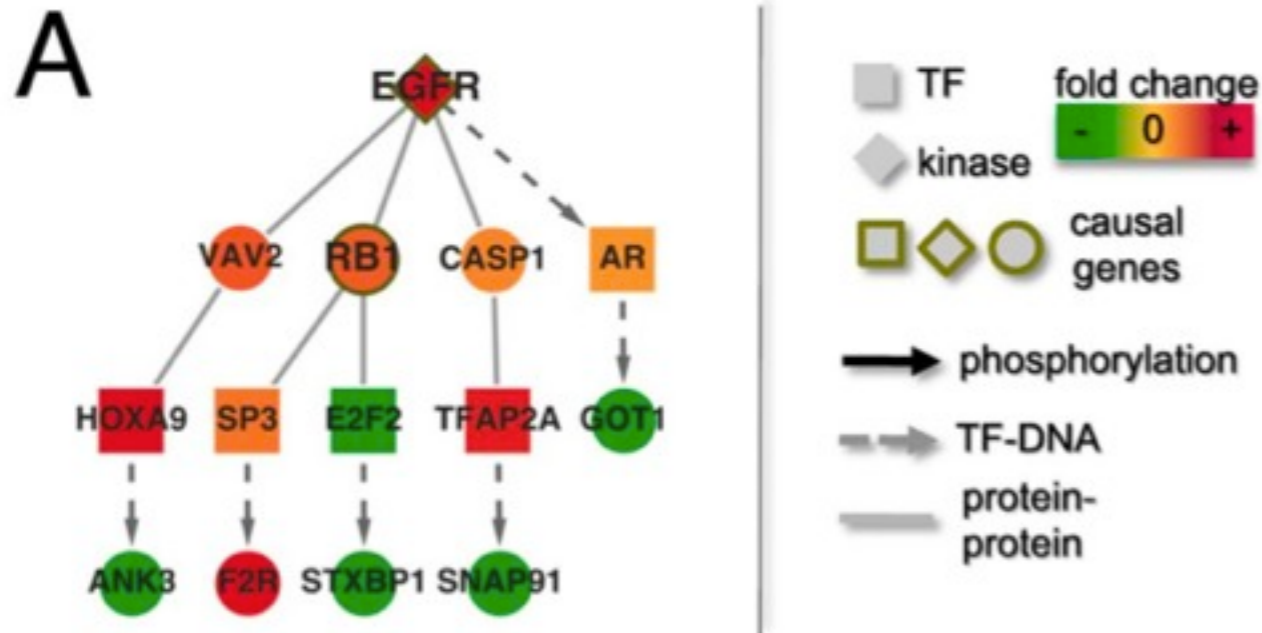 A
EGFR
VAV2 RB1 CASP1 AR
HOXA9 SP3 E2F2 TFAP2A GOT1
ANK3 F2R STXBP1 SNAP91
TF
fold change
- 0 +
kinase
causal
genes
phosphorylation
TF-DNA
protein-
protein